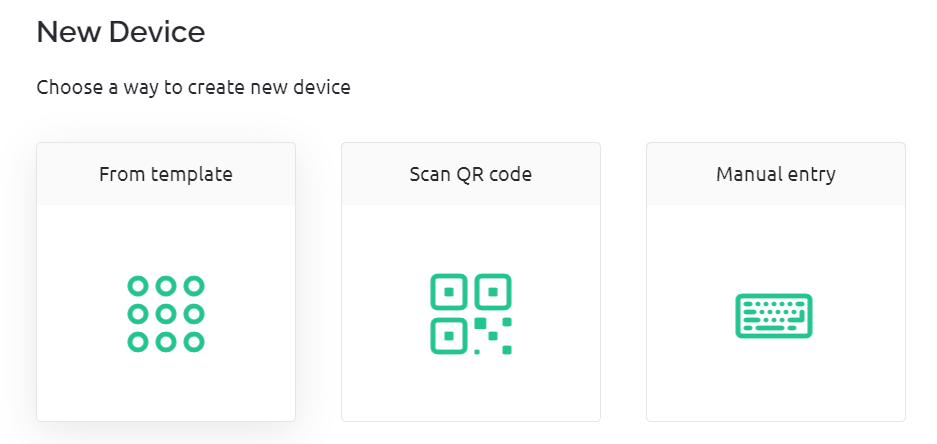 New Device
Choose a way to create new device
From template
Scan QR code
Manual entry